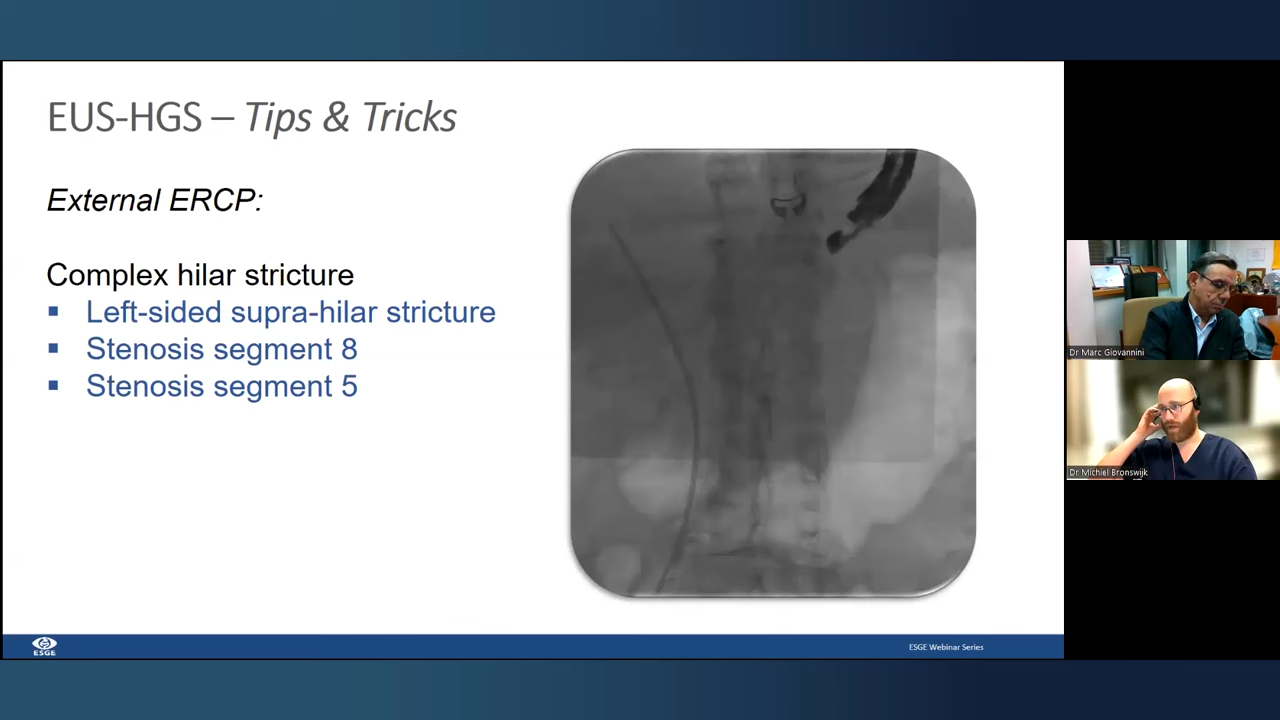 EUS-HGS – Tips & Tricks
External ERCP:
Complex hilar stricture
▪ Left-sided supra-hilar stricture
▪ Stenosis segment 8
▪ Stenosis segment 5
ESGE
ESGE Webinar Series
Dr Marc Giovannini
Dr Michiel Bronswijk